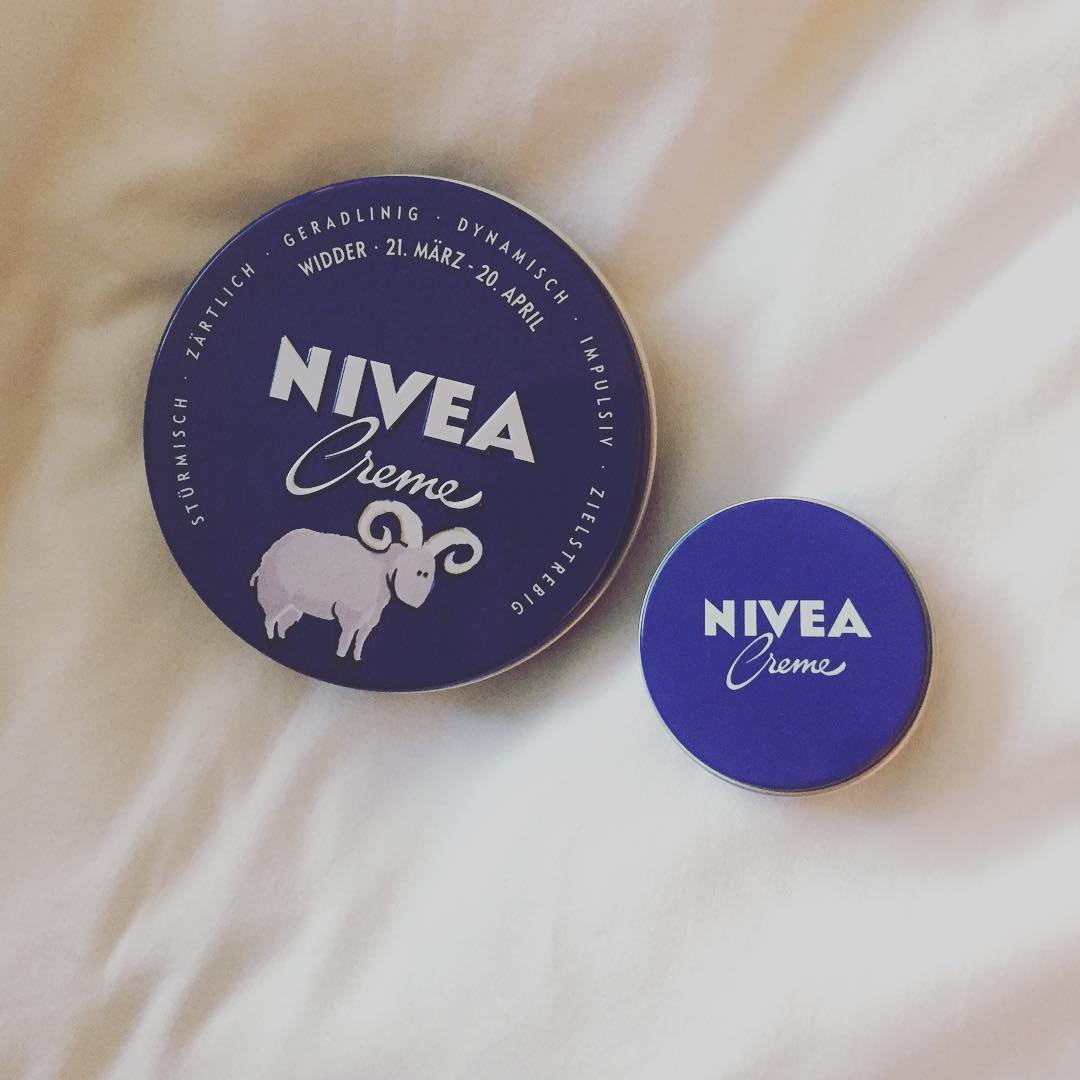 STÜRMISCH · ZÄRTLICH · GERADLINIG · DYNAMISCH · IMPULSIV · ZIELSTREBIG
WIDDER · 21. MÄRZ - 20. APRIL
NIVEA
Creme
NIVEA
Creme